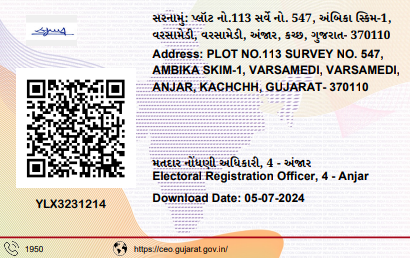 સરનામું: પ્લૉટ નો.113 સર્વે નો. 547, અંબિકા સ્કિમ-1,
વરસામેડી, વરસામેડી, અંજાર, કચ્છ, ગુજરાત- 370110
Address: PLOT NO.113 SURVEY NO. 547,
AMBIKA SKIM-1, VARSAMEDI, VARSAMEDI,
ANJAR, KACHCHH, GUJARAT- 370110
મતદાર નોંધણી અધિકારી, 4 - અંજાર
Electoral Registration Officer, 4 - Anjar
YLX3231214
Download Date: 05-07-2024
1950
https://ceo.gujarat.gov.in/